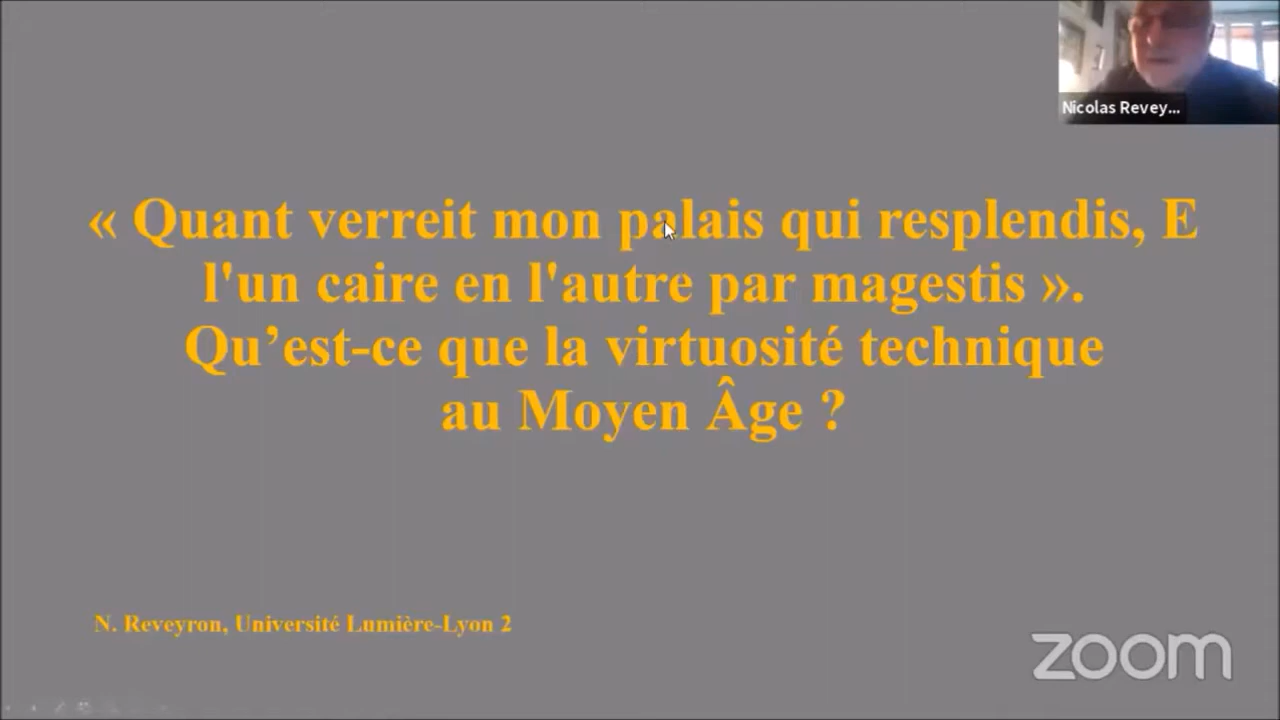 Nicolas Revey...
« Quant verreit mon palais qui resplendis, E
l'un caire en l'autre par magestis ».
Qu’est-ce que la virtuosité technique
au Moyen Âge ?
N. Reveyron, Université Lumière-Lyon 2
zoom